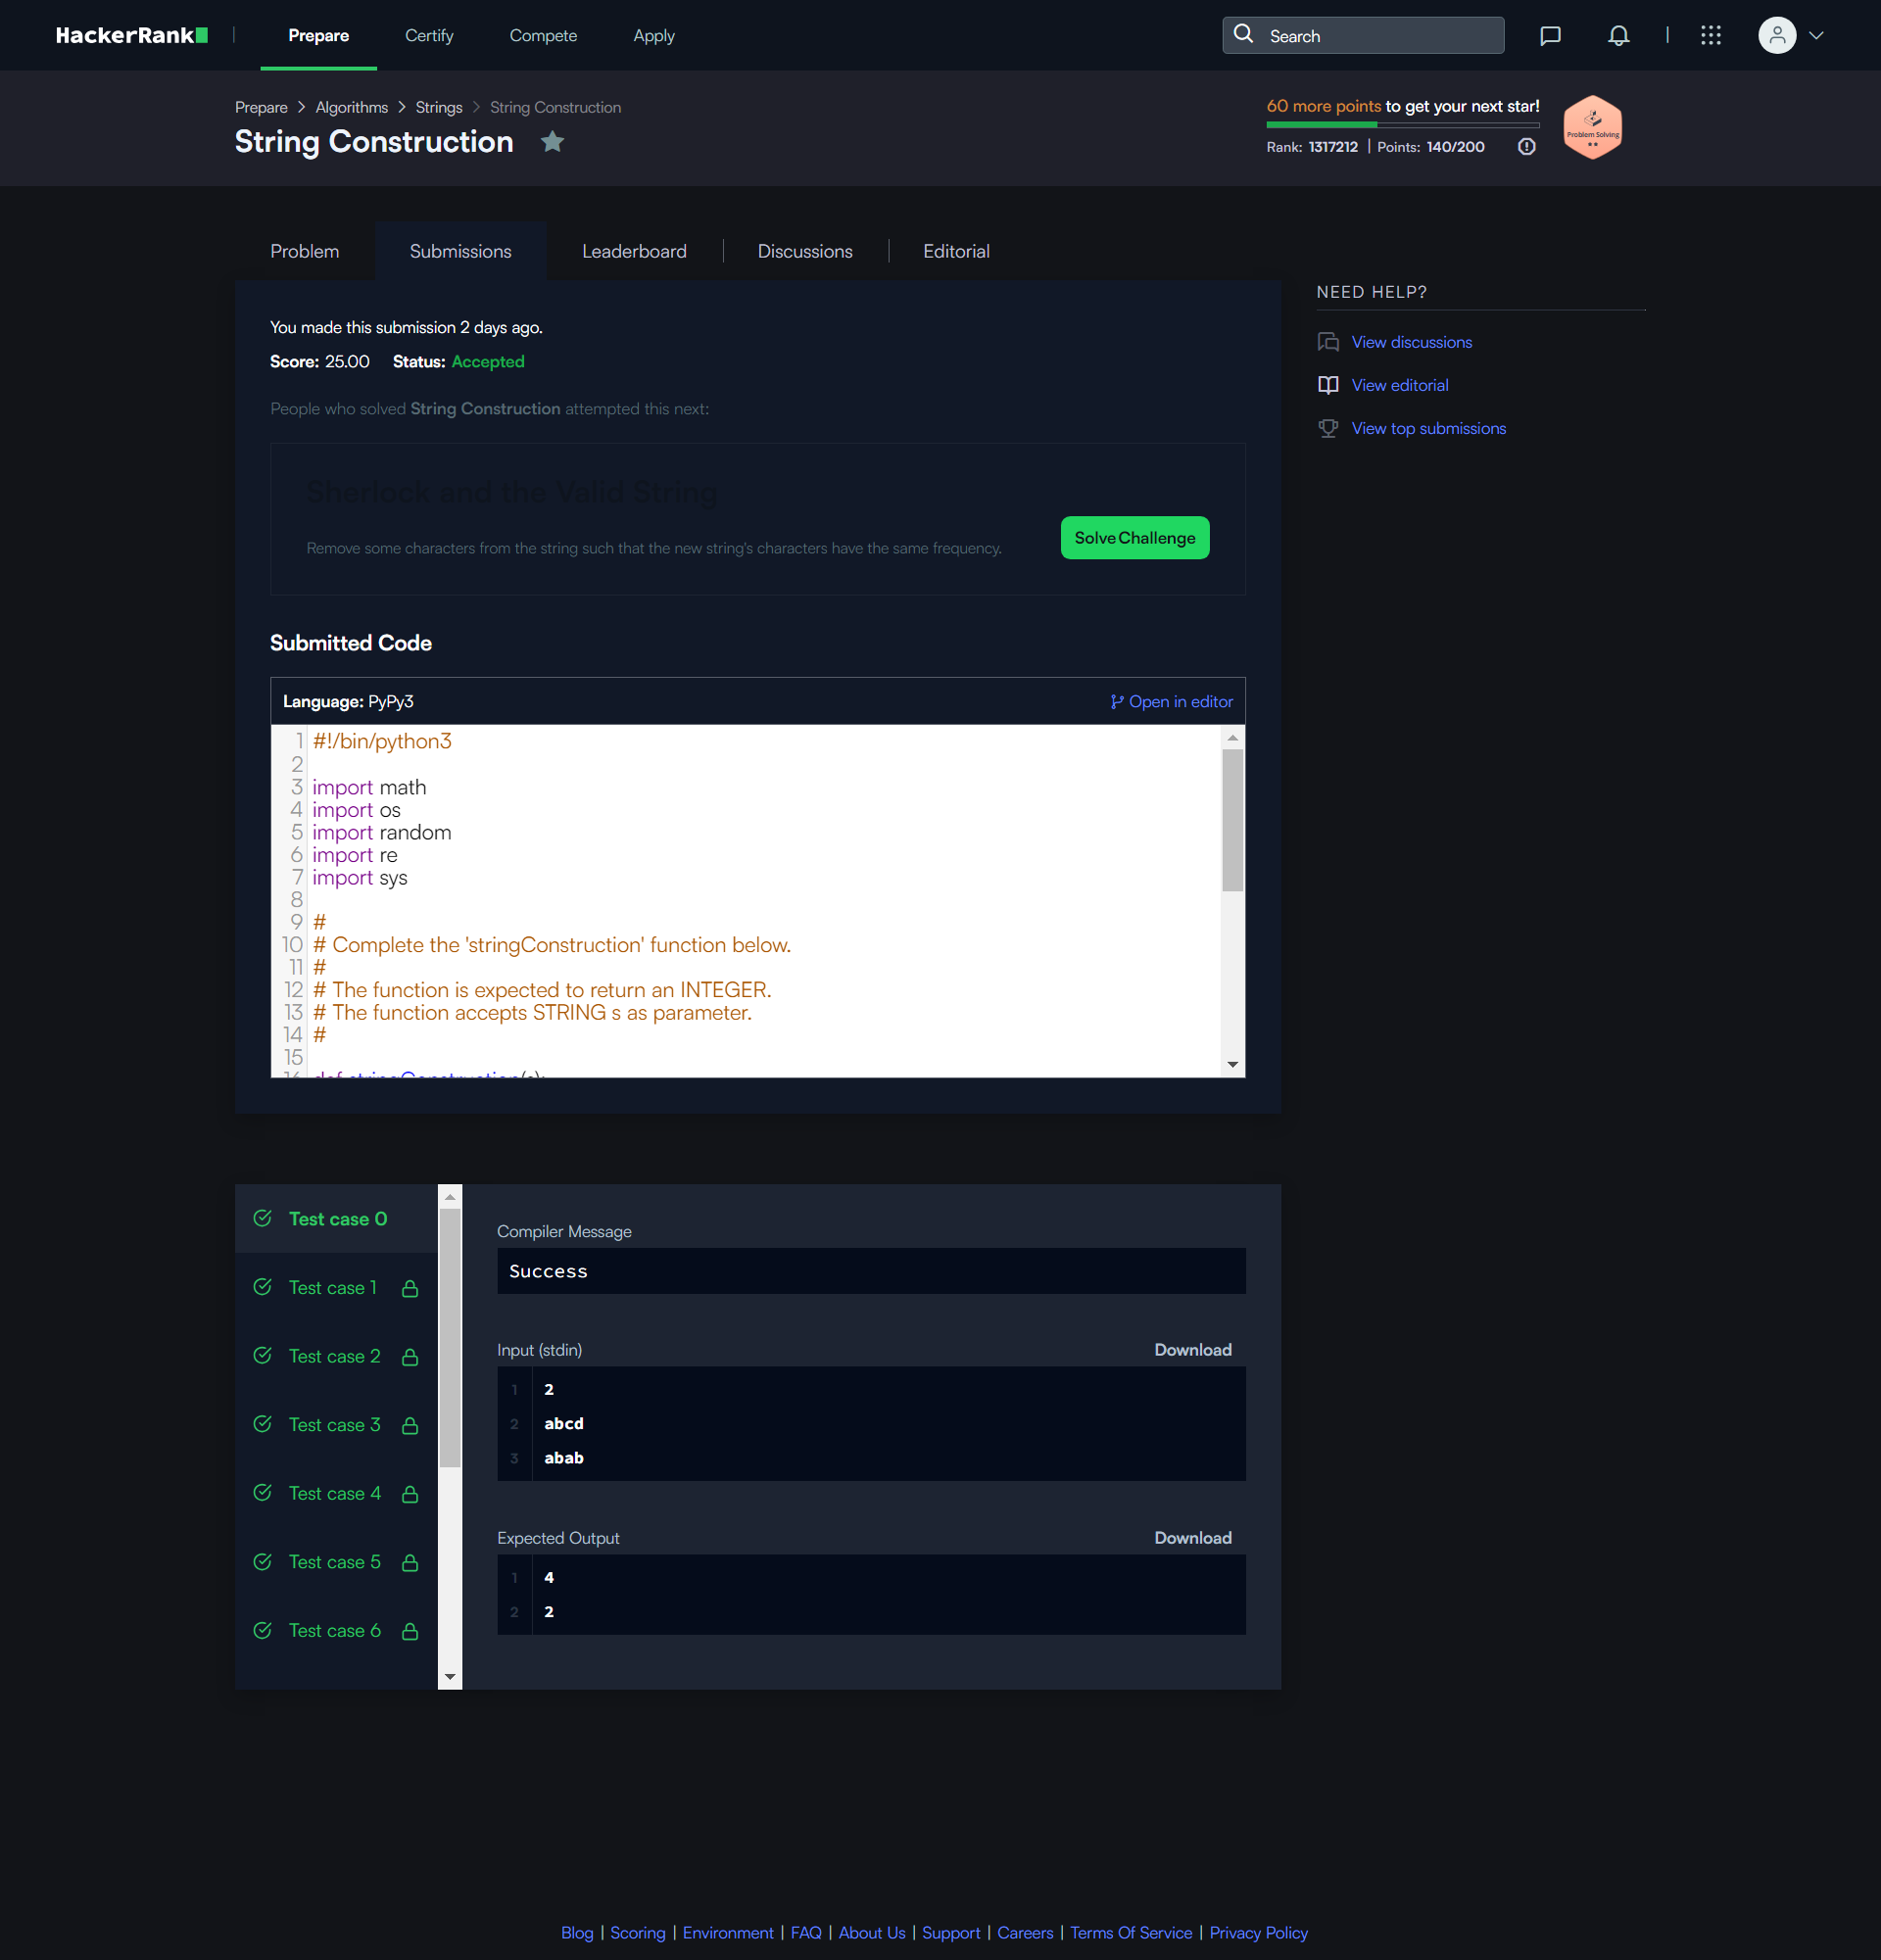 HackerRank
Prepare
Certify
Compete
Apply
Search
Prepare
Algorithms
Strings
String Construction
60 more points to get your next star!
String Construction
Rank: 1317212 | Points: 140/200
Problem Solving
Problem
Submissions
Leaderboard
Discussions
Editorial
NEED HELP?
View discussions
View editorial
View top submissions
You made this submission 2 days ago.
Score: 25.00 Status: Accepted
People who solved String Construction attempted this next:
Sherlock and the Valid String
Remove some characters from the string such that the new string's characters have the same frequency.
Solve Challenge
Submitted Code
Language: PyPy3
Open in editor
1 #!/bin/python3
2
3 import math
4 import os
5 import random
6 import re
7 import sys
8
9 #
10 # Complete the 'stringConstruction' function below.
11 #
12 # The function is expected to return an INTEGER.
13 # The function accepts STRING s as parameter.
14 #
15
16 def stringConstruction(s):
Test case 0
Test case 1
Test case 2
Test case 3
Test case 4
Test case 5
Test case 6
Compiler Message
Success
Input (stdin)
Download
1 2
2 abcd
3 abab
Expected Output
Download
1 4
2 2
Blog | Scoring | Environment | FAQ | About Us | Support | Careers | Terms Of Service | Privacy Policy